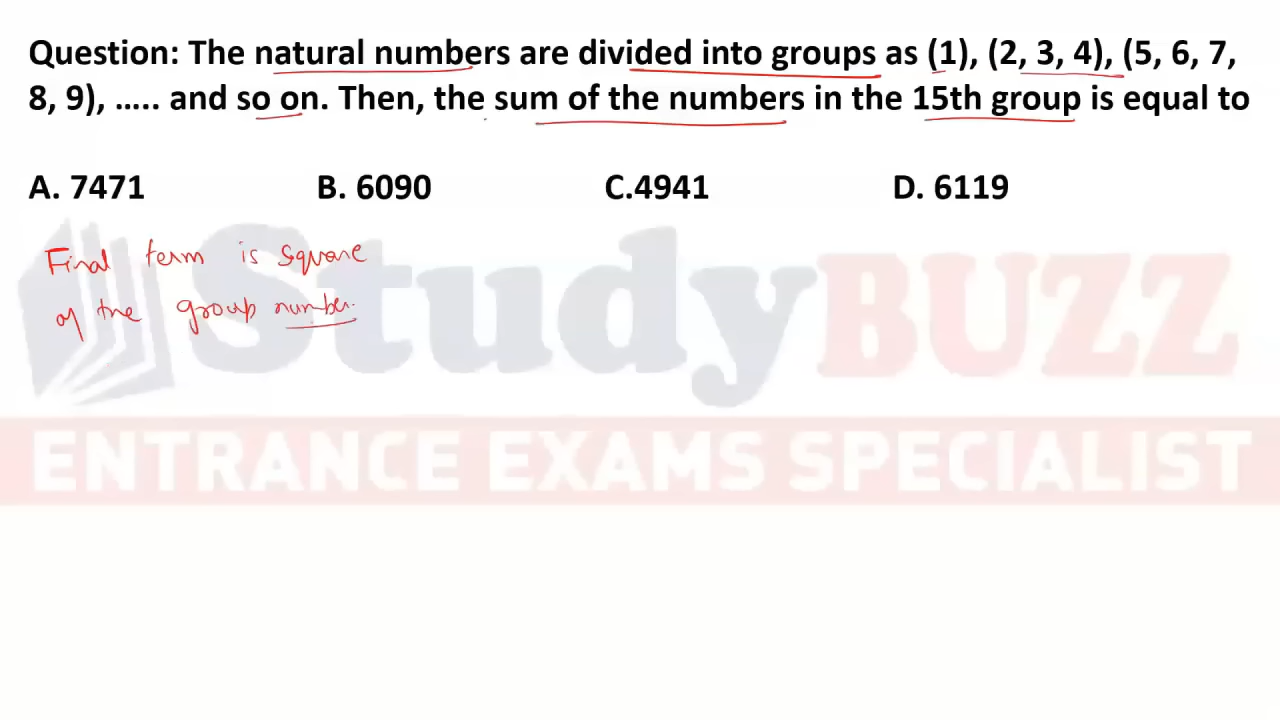 Question: The natural numbers are divided into groups as (1), (2, 3, 4), (5, 6, 7,
8, 9), ….. and so on. Then, the sum of the numbers in the 15th group is equal to
A. 7471 B. 6090 C.4941 D. 6119
Final term is square
of the group number.
StudyBUZZ
ENTRANCE EXAMS SPECIALIST